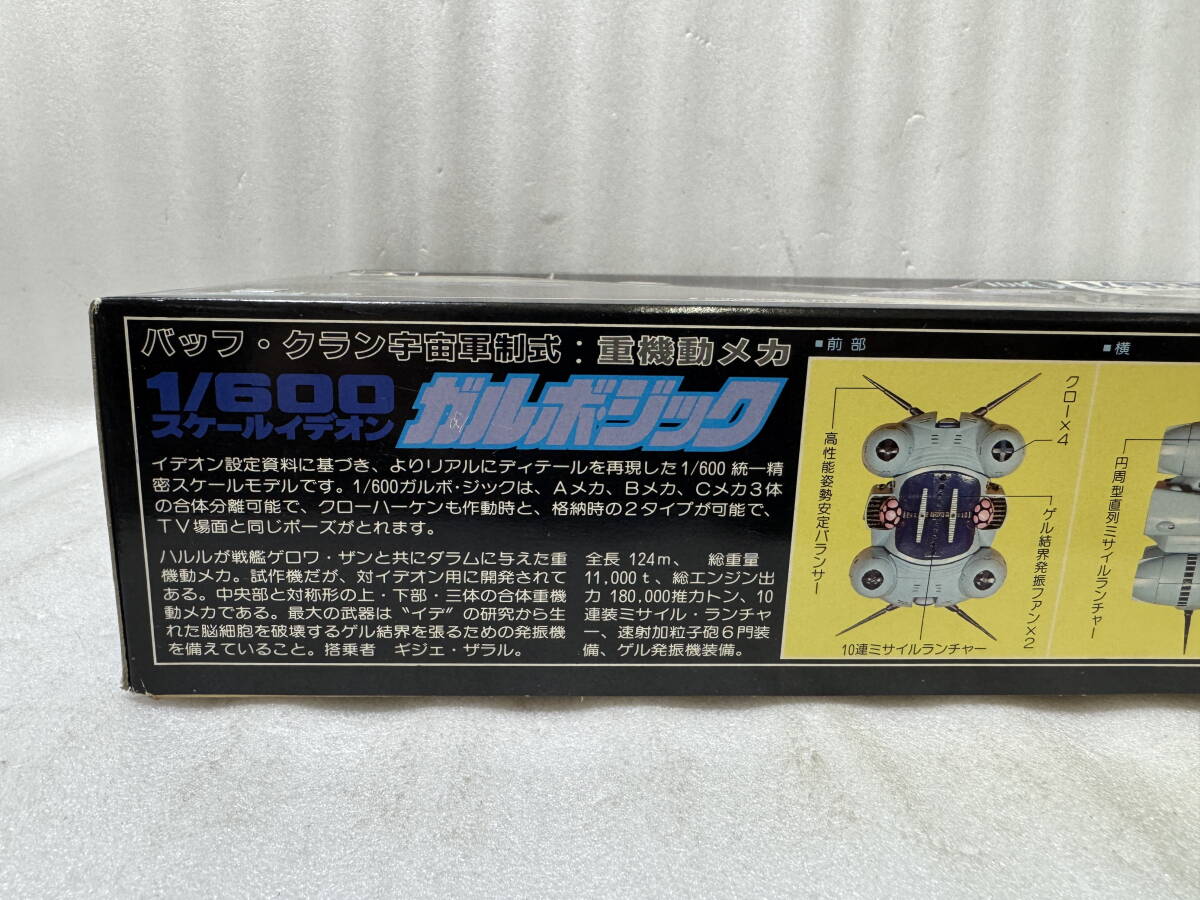 バッフ・クラン宇宙軍制式：重機動メカ
1/600
スケールイデオン
ガルボ・ジック
イデオン設定資料に基づき、よりリアルにディテールを再現した1/600 統一精
密スケールモデルです。1/600ガルボ・ジックは、Aメカ、Bメカ、Cメカ3体
の合体分離可能で、クローハーケンも作動時と、格納時の2タイプが可能で、
TV場面と同じポーズがとれます。
ハルルが戦艦ゲロワ・ザンと共にダラムに与えた重
機動メカ。試作機だが、対イデオン用に開発されて
ある。中央部と対称形の上・下部・三体の合体重機
動メカである。最大の武器は〝イデ〟の研究から生
れた脳細胞を破壊するゲル結界を張るための発振機
を備えていること。搭乗者 ギジェ・ザラル。
全長 124m、 総重量
11,000t、総エンジン出
力 180,000推力トン、10
連装ミサイル・ランチャ
ー、速射加粒子砲6門装
備、ゲル発振機装備。
■前部
クロー×4
高性能姿勢安定バランサー
ゲル結界発振ファン×2
10連ミサイルランチャー
■横
円周型直列ミサイルランチャー